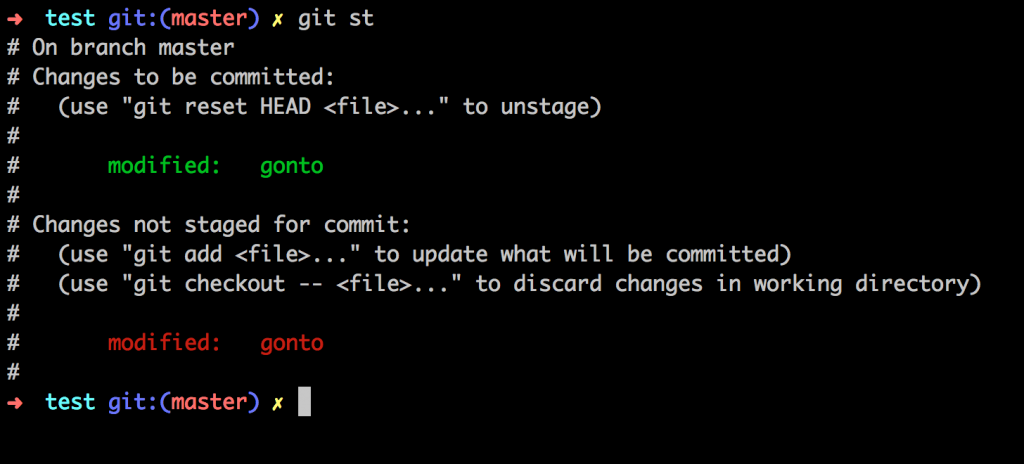 ➜  test git:(master) ✗ git st
# On branch master
# Changes to be committed:
#   (use "git reset HEAD <file>..." to unstage)
#
#       modified:   gonto
#
# Changes not staged for commit:
#   (use "git add <file>..." to update what will be committed)
#   (use "git checkout -- <file>..." to discard changes in working directory)
#
#       modified:   gonto
#
➜  test git:(master) ✗